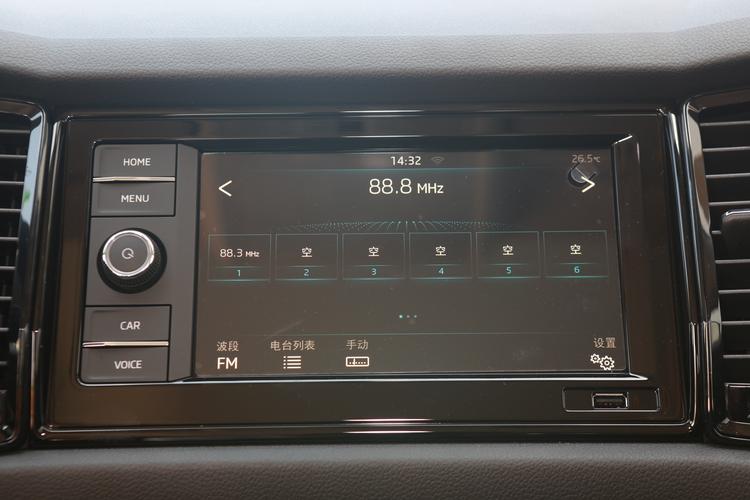 HOME
MENU
CAR
VOICE
14:32
26.5℃
88.8 MHz
88.3 MHz 空 空 空 空 空
1 2 3 4 5 6
波段 电台列表 手动 设置
FM